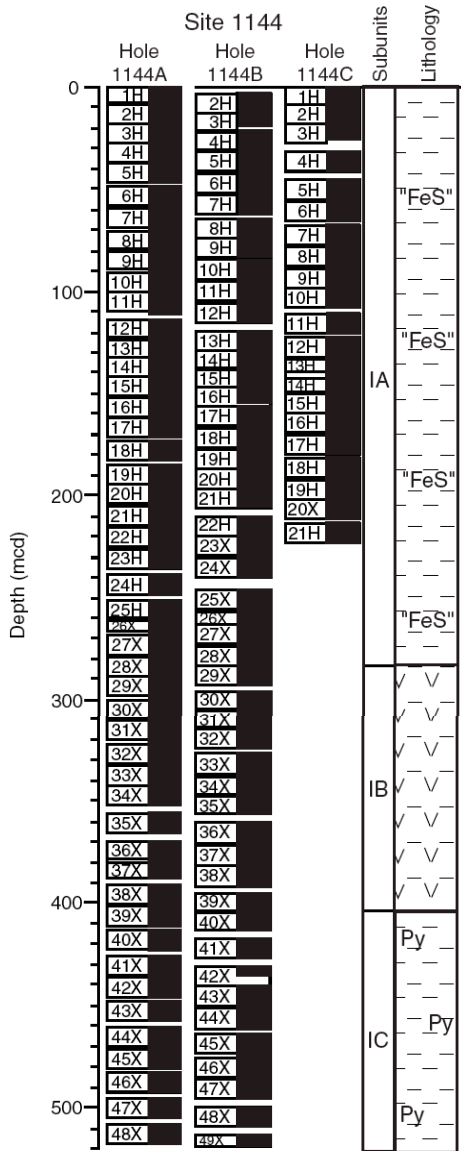 Site 1144
Hole
1144A
Hole
1144B
Hole
1144C
Subunits
Lithology
Depth (mcd)
0
100
200
300
400
500
1H
2H
3H
4H
5H
6H
7H
8H
9H
10H
11H
12H
13H
14H
15H
16H
17H
18H
19H
20H
21H
22H
23H
24H
25H
26X
27X
28X
29X
30X
31X
32X
33X
34X
35X
36X
37X
38X
39X
40X
41X
42X
43X
44X
45X
46X
47X
48X
2H
3H
4H
5H
6H
7H
8H
9H
10H
11H
12H
13H
14H
15H
16H
17H
18H
19H
20H
21H
22H
23X
24X
25X
26X
27X
28X
29X
30X
31X
32X
33X
34X
35X
36X
37X
38X
39X
40X
41X
42X
43X
44X
45X
46X
47X
48X
49X
1H
2H
3H
4H
5H
6H
7H
8H
9H
10H
11H
12H
13H
14H
15H
16H
17H
18H
19H
20X
21H
IA
IB
IC
"FeS"
"FeS"
"FeS"
"FeS"
Py
Py
Py